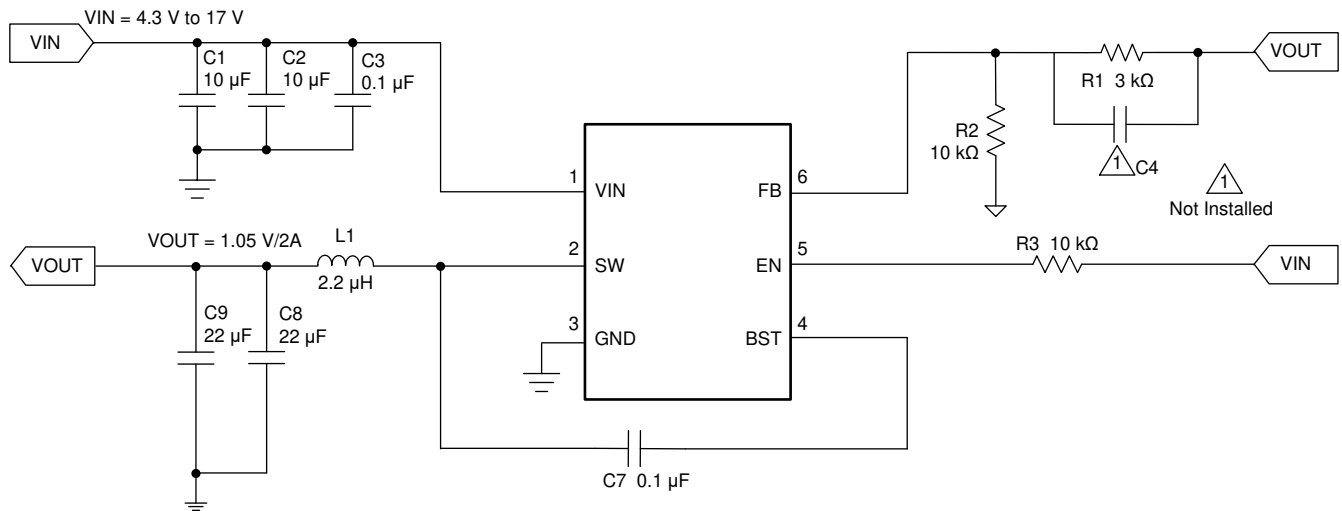 VIN = 4.3 V to 17 V
VIN
C1
10 µF
C2
10 µF
C3
0.1 µF
VOUT
R1 3 kΩ
R2
10 kΩ
1
C4
1
Not Installed
1
VIN
FB
6
VOUT = 1.05 V/2A
L1
2.2 µH
VOUT
2
SW
EN
5
R3 10 kΩ
VIN
C9
22 µF
C8
22 µF
3
GND
BST
4
C7 0.1 µF